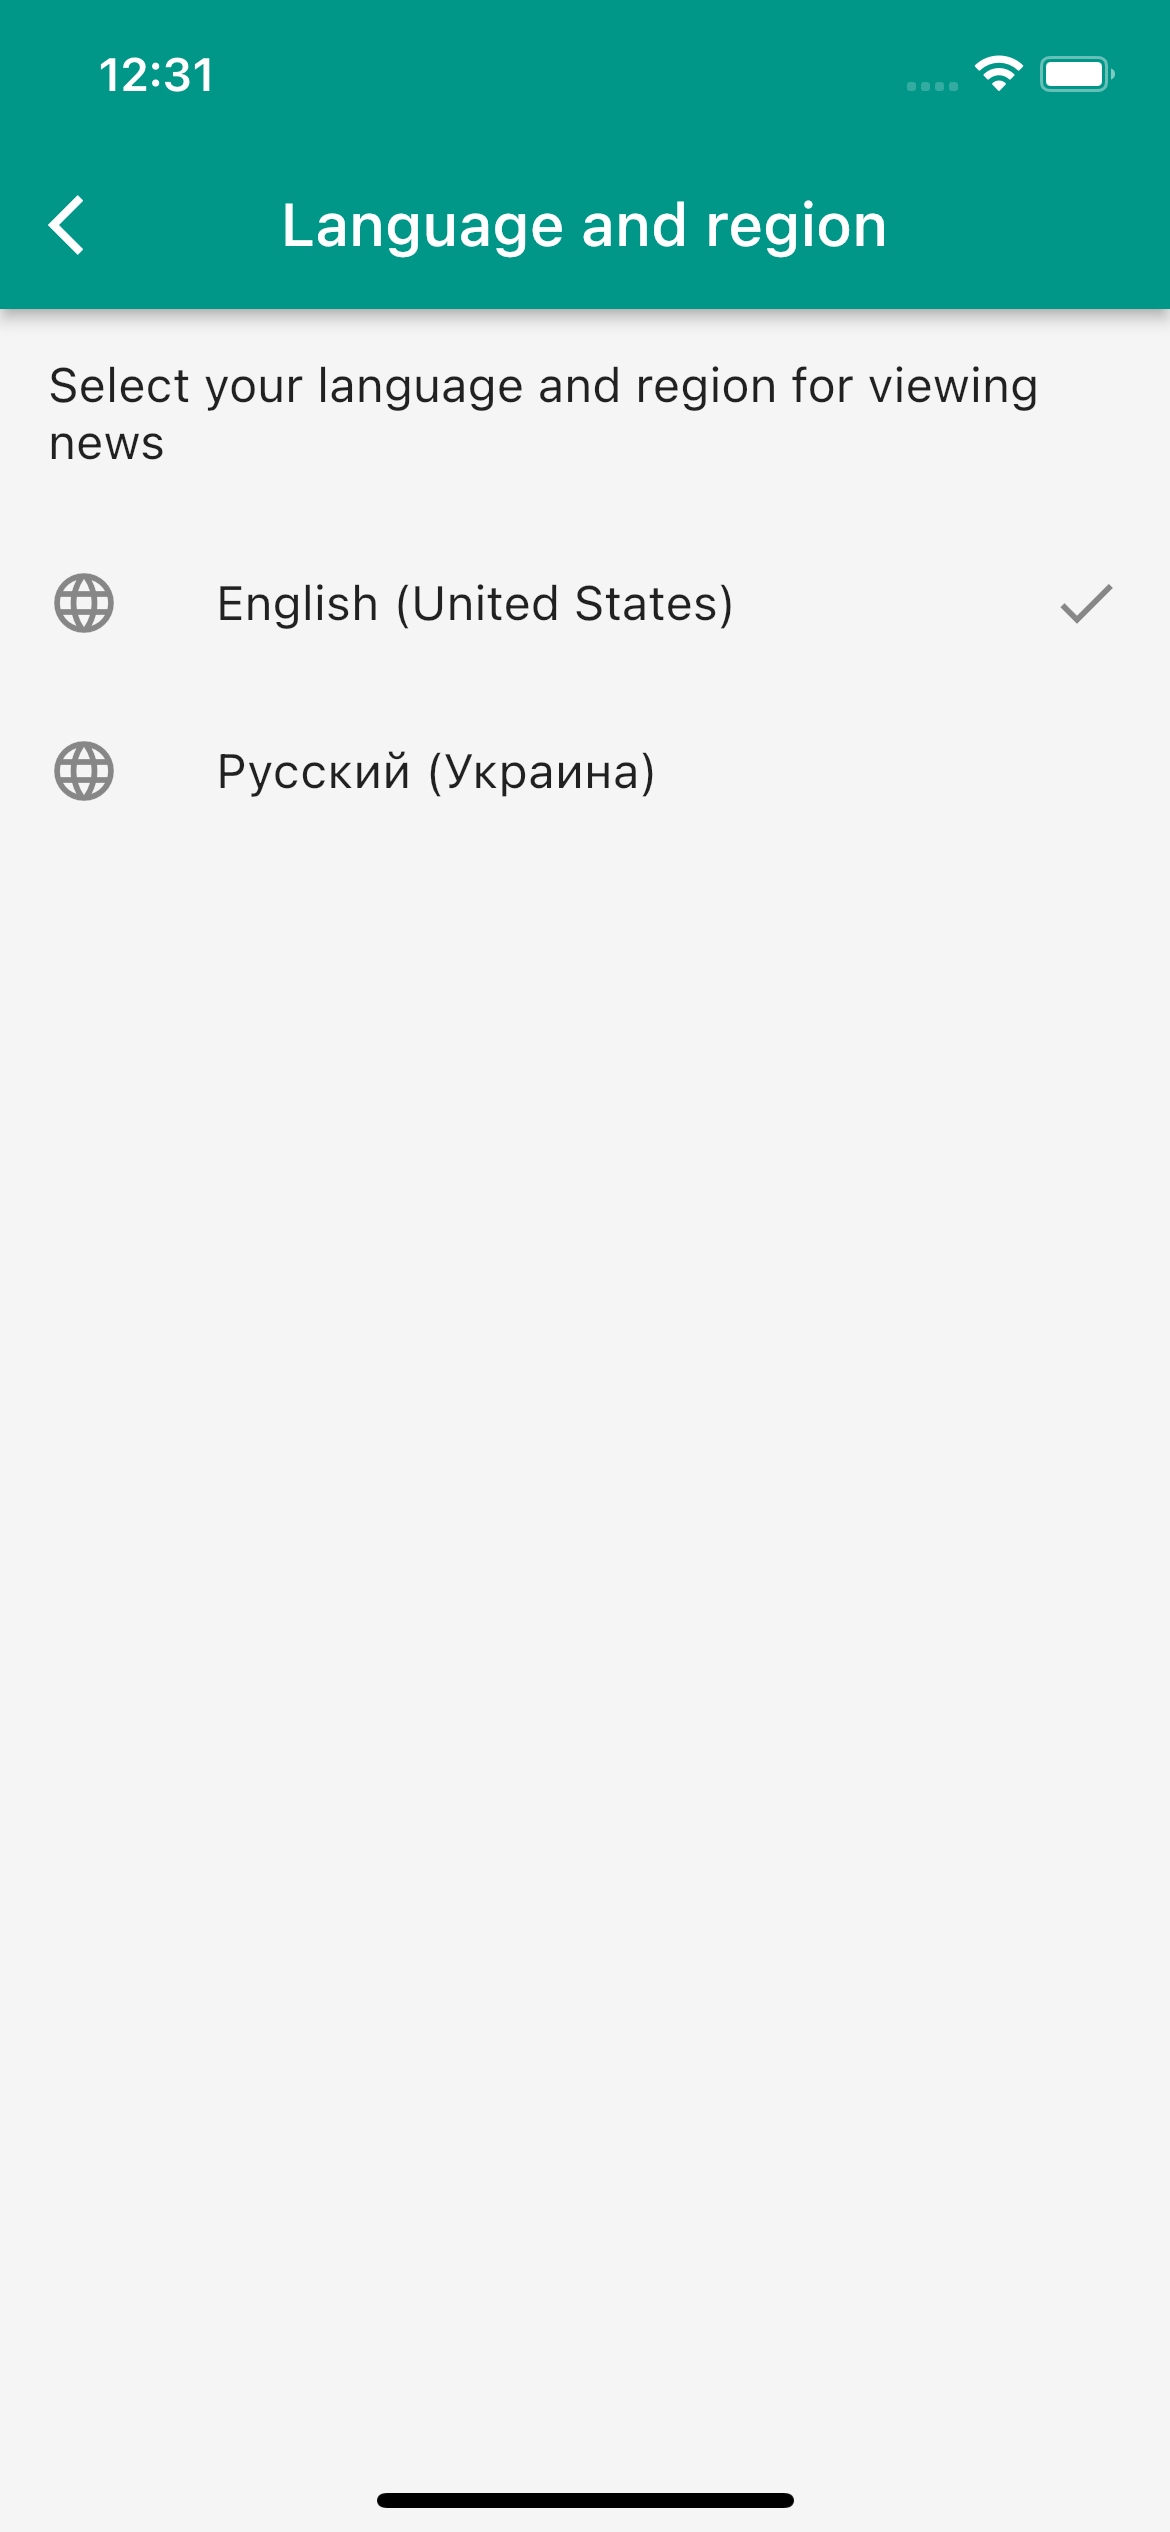 12:31
Language and region
Select your language and region for viewing
news
English (United States)
Русский (Украина)